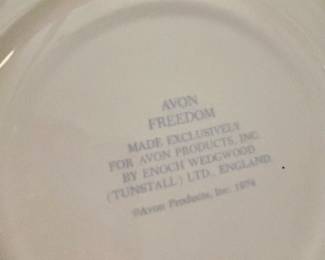 AVON
FREEDOM
MADE EXCLUSIVELY
FOR AVON PRODUCTS, INC.
BY ENOCH WEDGWOOD
(TUNSTALL) LTD., ENGLAND
©Avon Products, Inc. 1974